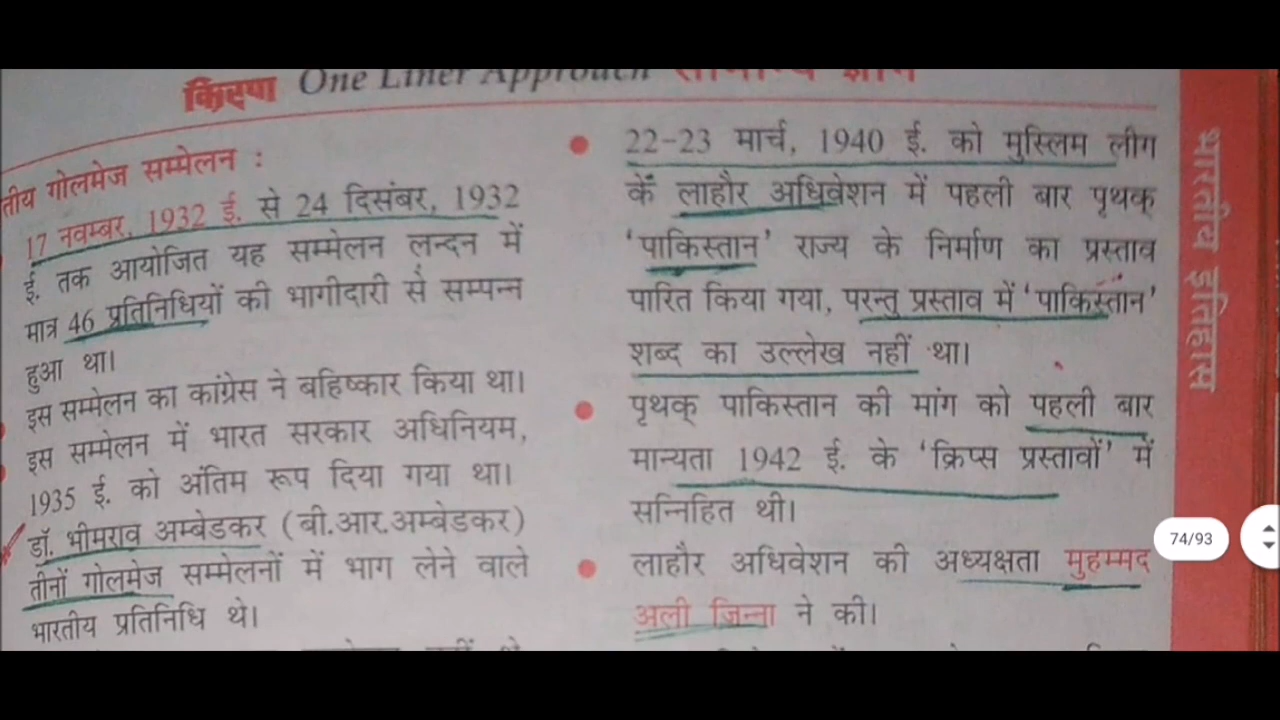 किरण One Liner Approach सामान्य ज्ञान
तीय गोलमेज सम्मेलन :
17 नवम्बर, 1932 ई. से 24 दिसंबर, 1932
ई. तक आयोजित यह सम्मेलन लन्दन में
मात्र 46 प्रतिनिधियों की भागीदारी से सम्पन्न
हुआ था।
इस सम्मेलन का कांग्रेस ने बहिष्कार किया था।
इस सम्मेलन में भारत सरकार अधिनियम,
1935 ई. को अंतिम रूप दिया गया था।
डॉ. भीमराव अम्बेडकर (बी.आर.अम्बेडकर)
तीनों गोलमेज सम्मेलनों में भाग लेने वाले
भारतीय प्रतिनिधि थे।
22-23 मार्च, 1940 ई. को मुस्लिम लीग
के लाहौर अधिवेशन में पहली बार पृथक्
'पाकिस्तान' राज्य के निर्माण का प्रस्ताव
पारित किया गया, परन्तु प्रस्ताव में 'पाकिस्तान'
शब्द का उल्लेख नहीं था।
पृथक् पाकिस्तान की मांग को पहली बार
मान्यता 1942 ई. के 'क्रिप्स प्रस्तावों' में
सन्निहित थी।
लाहौर अधिवेशन की अध्यक्षता मुहम्मद
अली जिन्ना ने की।
भारतीय इतिहास
74/93